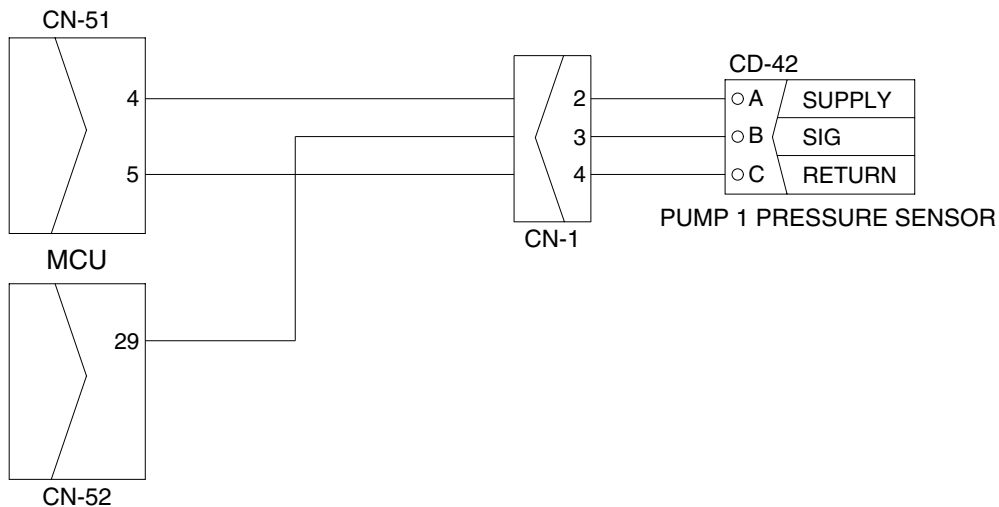 CN-51
4
5
MCU
29
CN-52
2
3
4
CN-1
CD-42
A SUPPLY
B SIG
C RETURN
PUMP 1 PRESSURE SENSOR